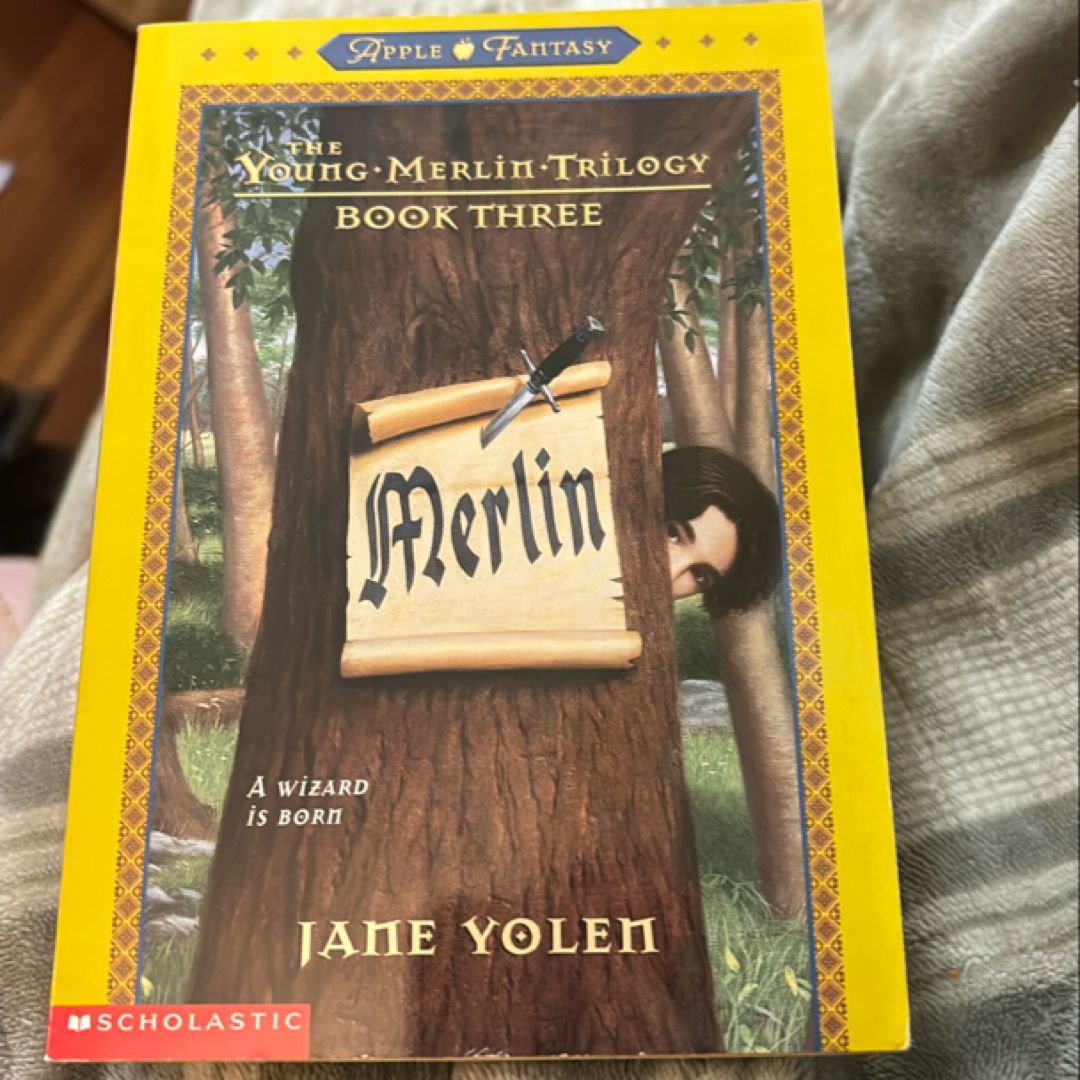 APPLE FANTASY
THE
YOUNG·MERLIN·TRILOGY
BOOK THREE
Merlin
A WIZARD
IS BORN
JANE YOLEN
SCHOLASTIC